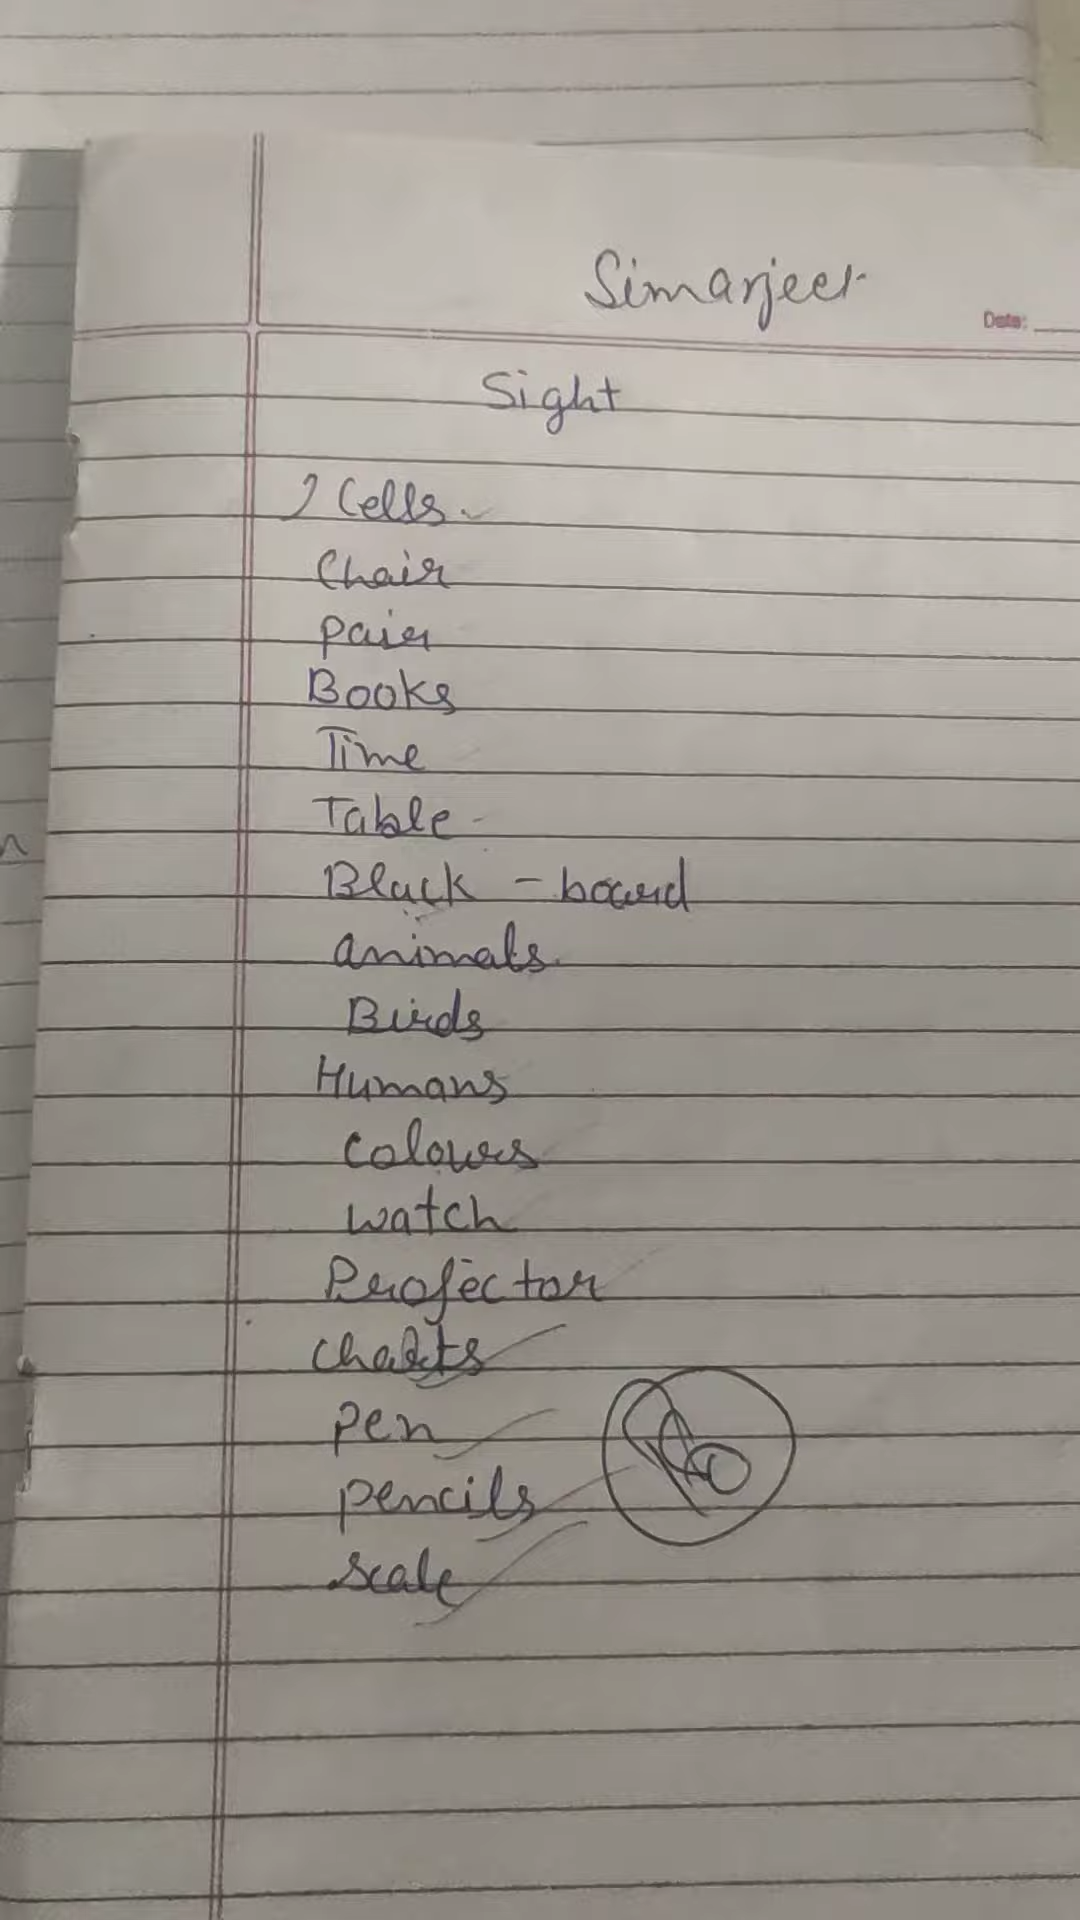 Simarjeet
Date:
Sight
Cells
Chair
pair
Books
Time
Table
Black - board
animals
Birds
Humans
colours
watch
Projector
charts
pen
pencils
scale